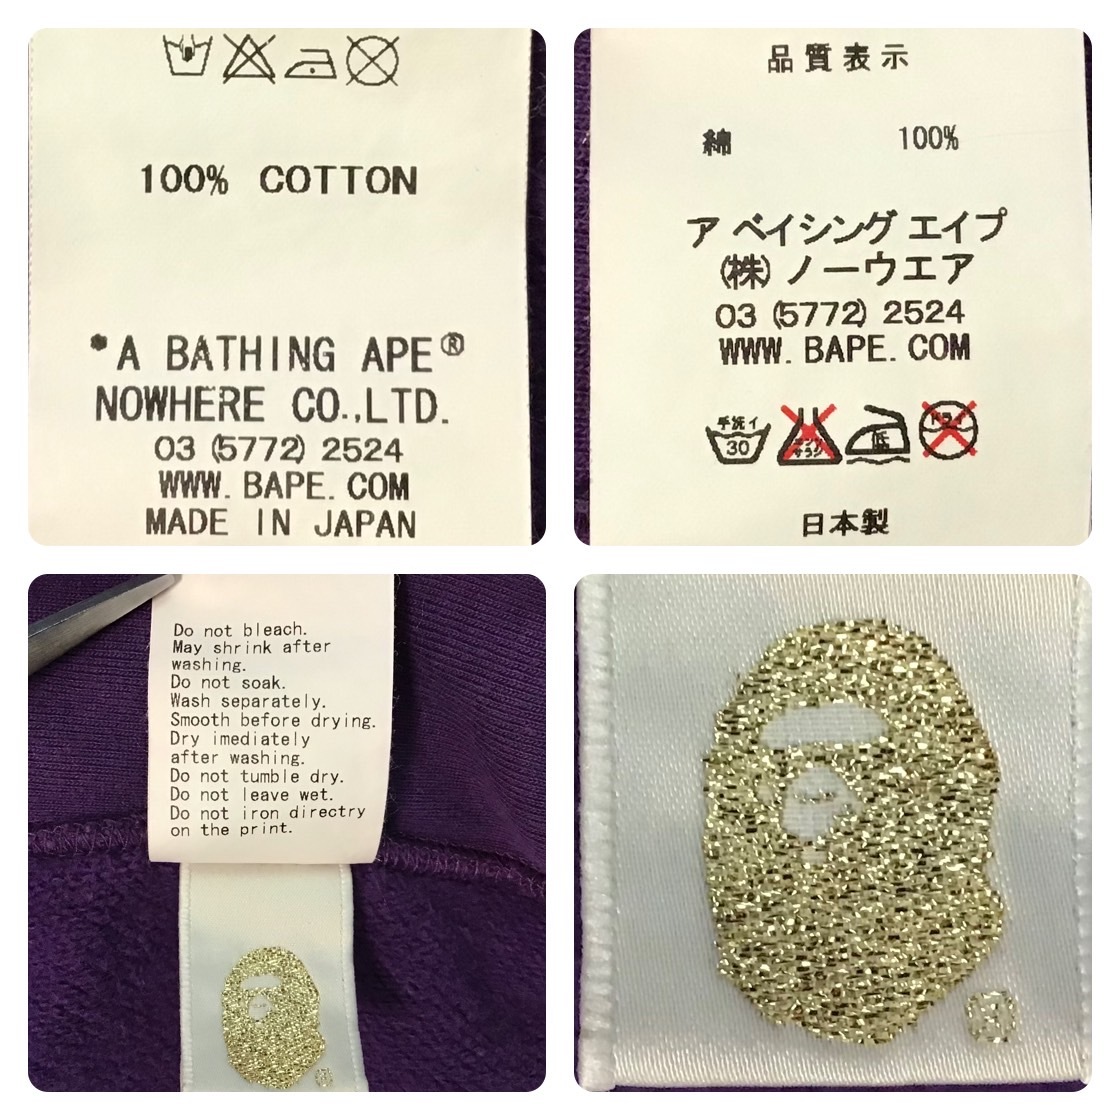 100% COTTON
*A BATHING APE®
NOWHERE CO.,LTD.
03 (5772) 2524
WWW. BAPE. COM
MADE IN JAPAN
品質表示
綿 100%
ア ベイシング エイプ
(株) ノーウエア
03 (5772) 2524
WWW. BAPE. COM
手洗イ 30 低 ドライ
日本製
Do not bleach.
May shrink after
washing.
Do not soak.
Wash separately.
Smooth before drying.
Dry imediately
after washing.
Do not tumble dry.
Do not leave wet.
Do not iron directry
on the print.
®
®